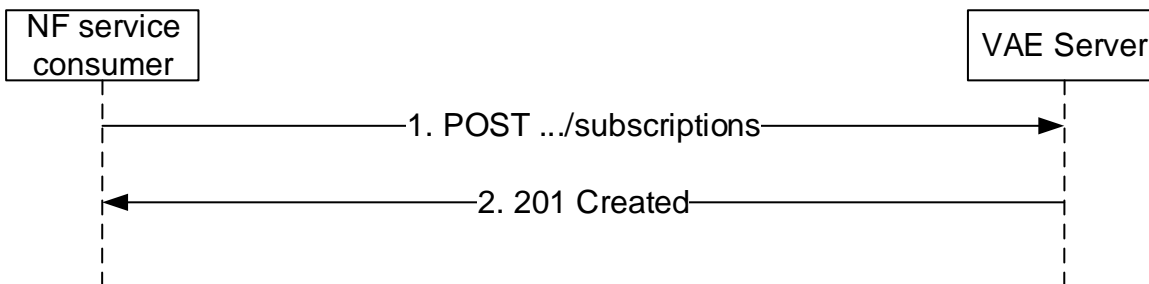 NF service
consumer
VAE Server
1. POST .../subscriptions
2. 201 Created